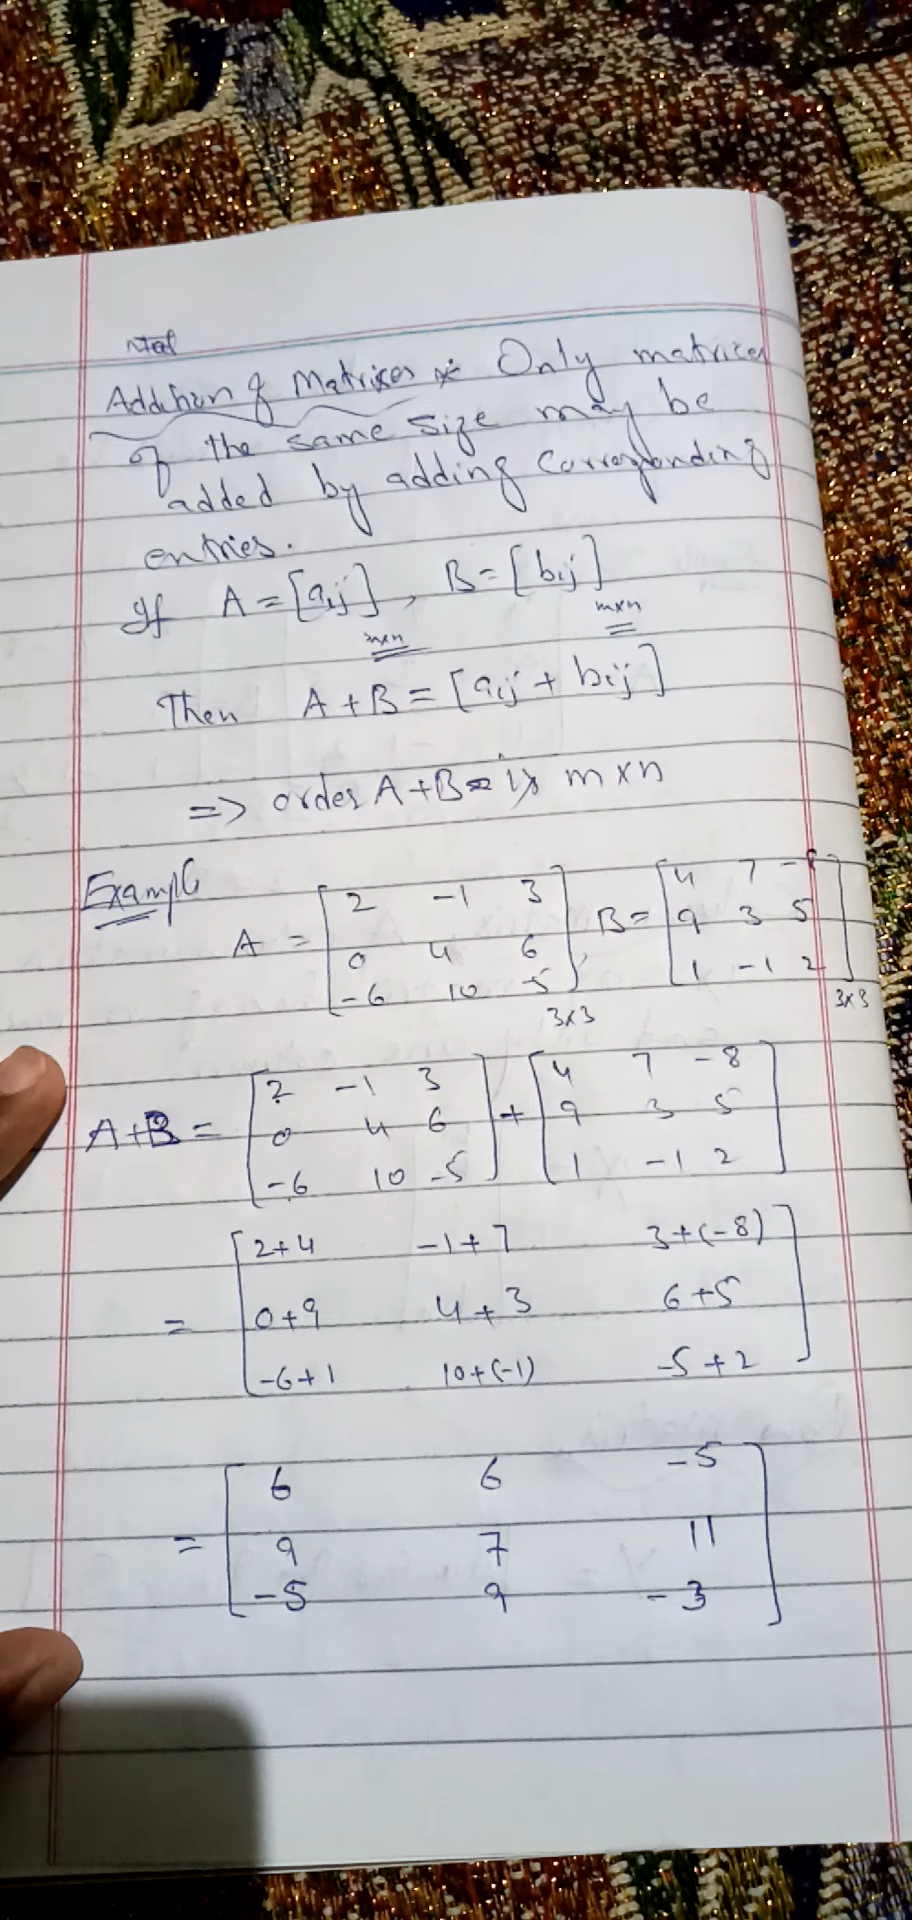 Addition of Matrices * Only matrices
of the same size may be
added by adding corresponding
entries.
If A = [aij] m×n , B = [bij] m×n
Then A + B = [aij + bij]
=> order A + B is m×n
Example
A = [2 -1 3 B = [4 7 -8
0 4 6 9 3 5
-6 10 -5] 3×3 , 1 -1 2] 3×3
A+B = [2 -1 3 + [4 7 -8
0 4 6 9 3 5
-6 10 -5] 1 -1 2]
= [2+4 -1+7 3+(-8)
0+9 4+3 6+5
-6+1 10+(-1) -5+2]
= [6 6 -5
9 7 11
-5 9 -3]